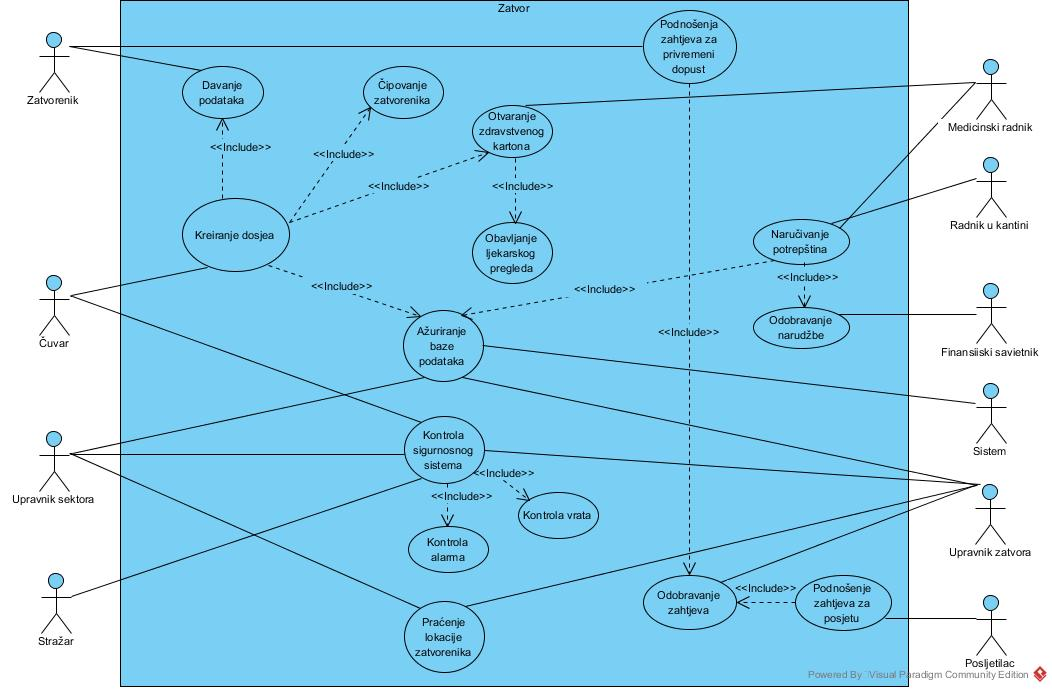 Zatvor
Zatvorenik
Davanje
podataka
Čipovanje
zatvorenika
Podnošenja
zahtjeva za
privremeni
dopust
Otvaranje
zdravstvenog
kartona
Medicinski radnik
<<Include>>
<<Include>>
<<Include>>
<<Include>>
Kreiranje dosjea
Obavljanje
ljekarskog
pregleda
Naručivanje
potrepština
Radnik u kantini
<<Include>>
<<Include>>
<<Include>>
Čuvar
Ažuriranje
baze
podataka
<<Include>>
Odobravanje
narudžbe
Finansijski savjetnik
Kontrola
sigurnosnog
sistema
Sistem
Upravnik sektora
<<Include>>
<<Include>>
Kontrola vrata
Kontrola
alarma
Upravnik zatvora
Stražar
Praćenje
lokacije
zatvorenika
Odobravanje
zahtjeva
<<Include>>
Podnošenje
zahtjeva za
posjetu
Posljetilac
Powered By Visual Paradigm Community Edition